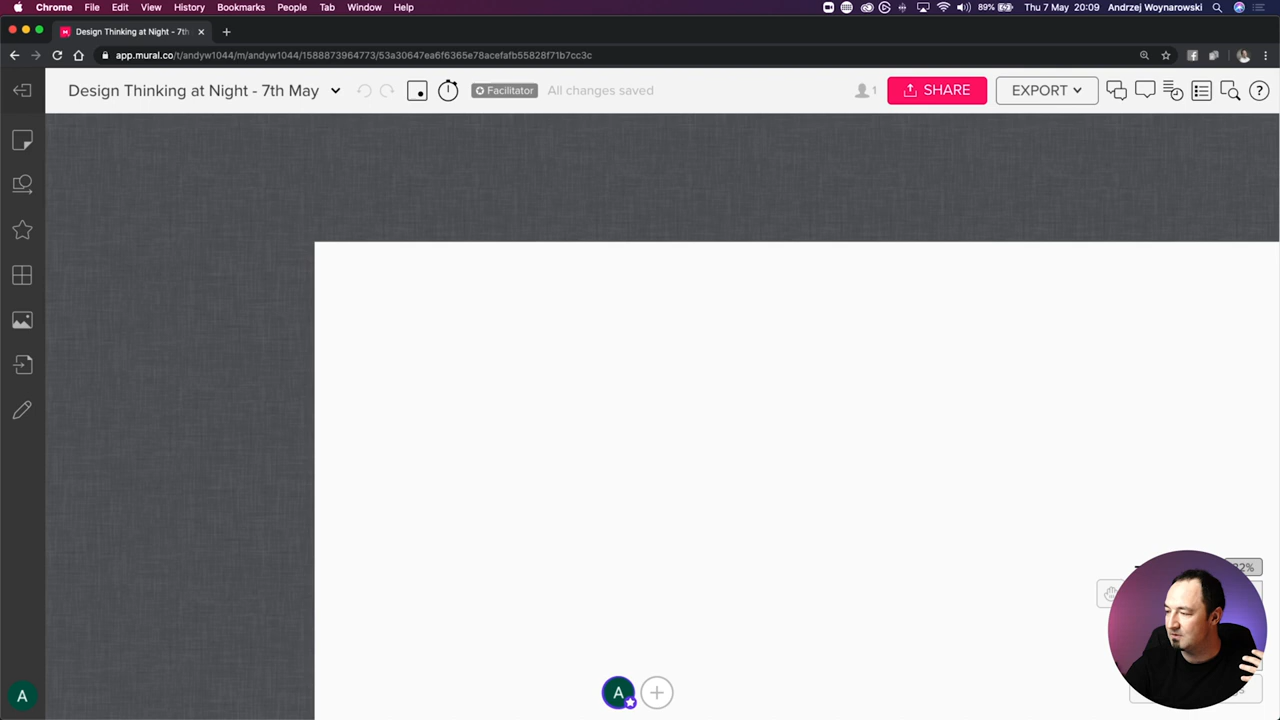 Chrome File Edit View History Bookmarks People Tab Window Help
89% Thu 7 May 20:09 Andrzej Woynarowski
Design Thinking at Night - 7th
app.mural.co/t/andyw1044/m/andyw1044/1588873964773/53a30647ea6f6365e78acefafb55828f71b7cc3c
Design Thinking at Night - 7th May
Facilitator All changes saved
1 SHARE EXPORT ?
A
A